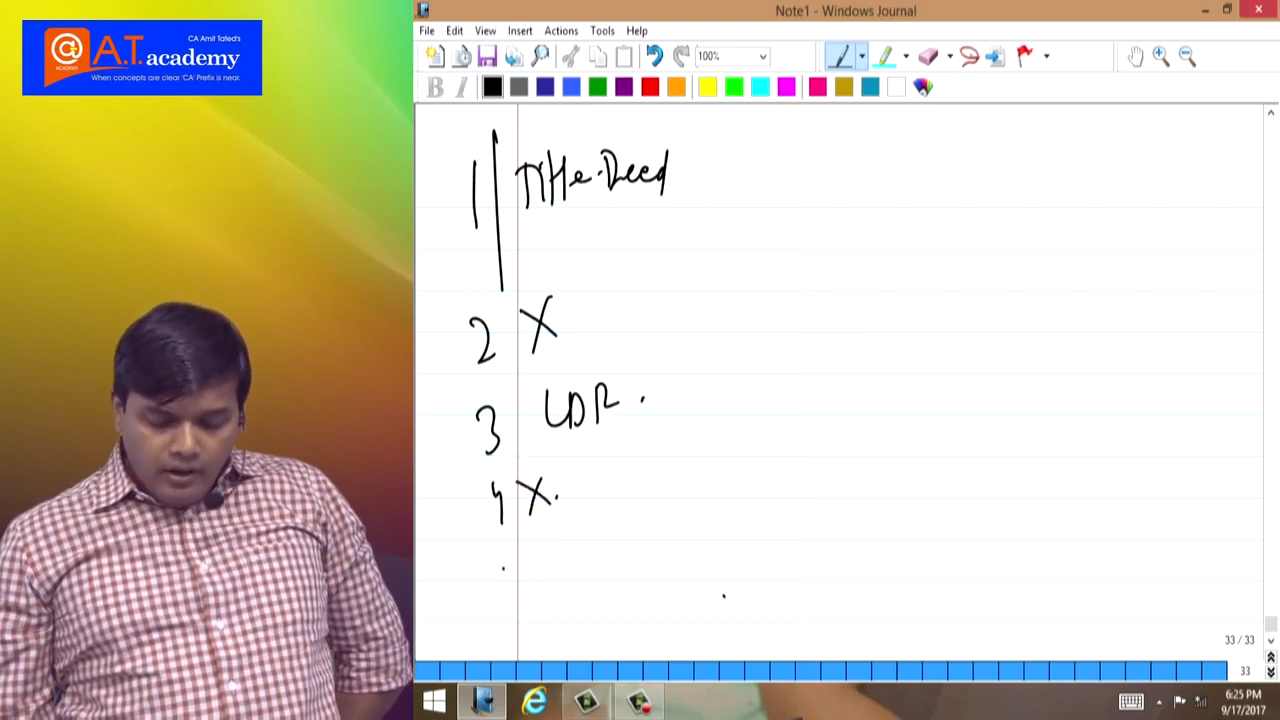 CA Amit Tated's
@ A.T. academy
ACADEMY
When concepts are clear 'CA' Prefix is near.
Note1 - Windows Journal
File Edit View Insert Actions Tools Help
100%
B I
1 Title Deed
2 X
3 LDR.
4 X.
33 / 33
33
6:25 PM
9/17/2017